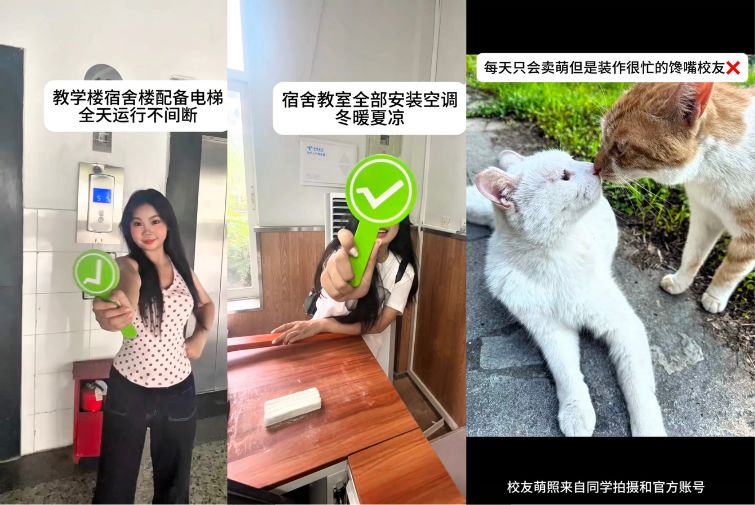 教学楼宿舍楼配备电梯
全天运行不间断
宿舍教室全部安装空调
冬暖夏凉
每天只会卖萌但是装作很忙的馋嘴校友❌
校友萌照来自同学拍摄和官方账号